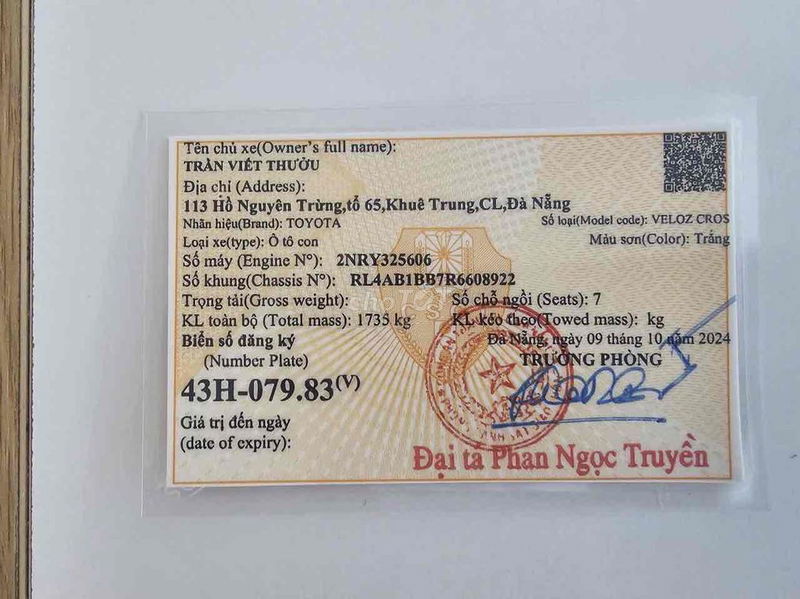 Tên chủ xe(Owner's full name):
TRẦN VIẾT THƯỞU
Địa chỉ (Address):
113 Hồ Nguyên Trừng,tổ 65,Khuê Trung,CL,Đà Nẵng
Nhãn hiệu(Brand): TOYOTA Số loại(Model code): VELOZ CROS
Loại xe(type): Ô tô con Màu sơn(Color): Trắng
Số máy (Engine N°): 2NRY325606
Số khung(Chassis N°): RL4AB1BB7R6608922
Trọng tải(Gross weight): Số chỗ ngồi (Seats): 7
KL toàn bộ (Total mass): 1735 kg KL kéo theo(Towed mass): kg
Biển số đăng ký Đà Nẵng, ngày 09 tháng 10 năm 2024
(Number Plate) TRƯỞNG PHÒNG
43H-079.83(V)
Giá trị đến ngày
(date of expiry):
Đại tá Phan Ngọc Truyền